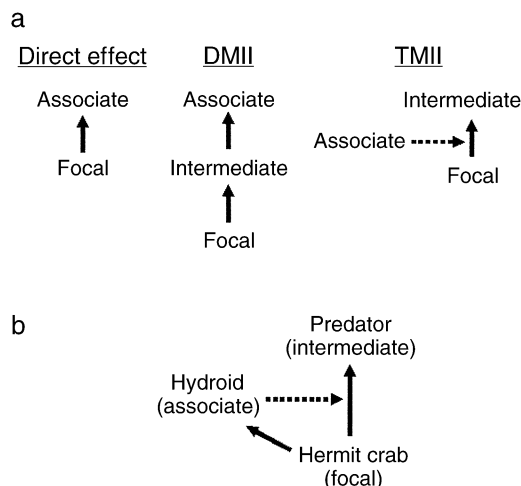 a
Direct effect
DMII
TMII
Associate
Focal
Associate
Intermediate
Focal
Intermediate
Associate
Focal
b
Predator
(intermediate)
Hydroid
(associate)
Hermit crab
(focal)